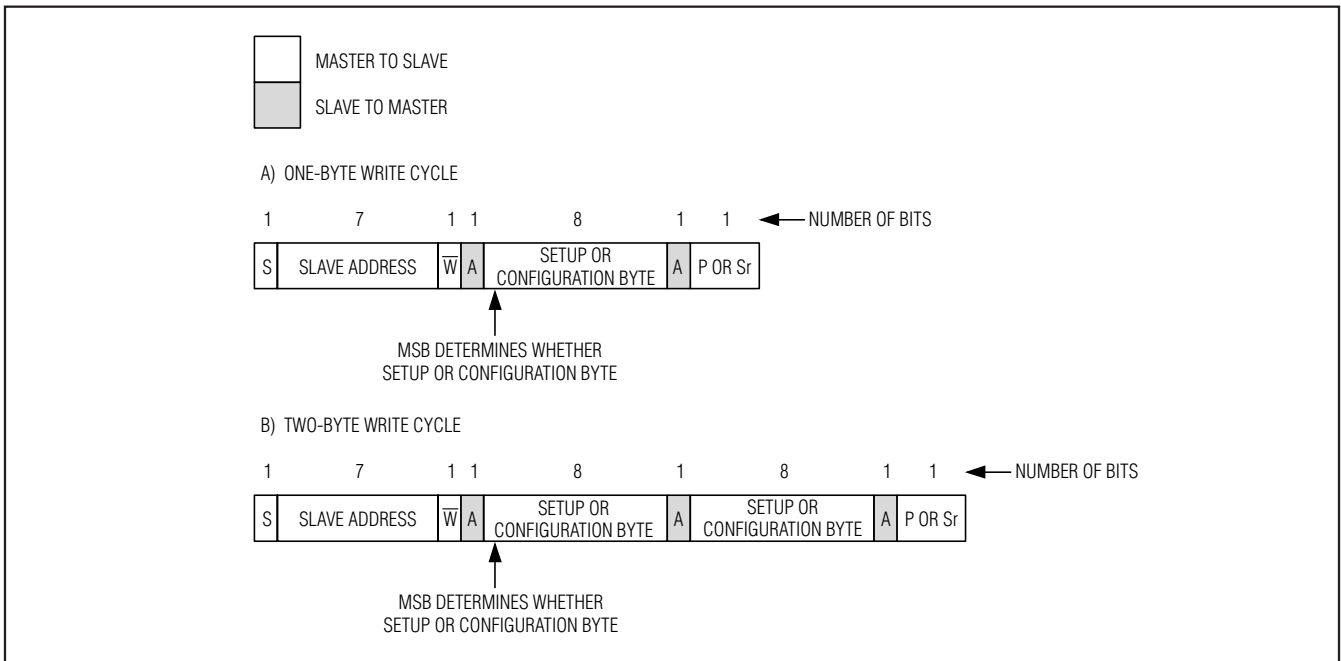 MASTER TO SLAVE
SLAVE TO MASTER
A) ONE-BYTE WRITE CYCLE
1 7 1 1 8 1 1 NUMBER OF BITS
S SLAVE ADDRESS W̅ A SETUP OR CONFIGURATION BYTE A P OR Sr
MSB DETERMINES WHETHER
SETUP OR CONFIGURATION BYTE
B) TWO-BYTE WRITE CYCLE
1 7 1 1 8 1 8 1 1 NUMBER OF BITS
S SLAVE ADDRESS W̅ A SETUP OR CONFIGURATION BYTE A SETUP OR CONFIGURATION BYTE A P OR Sr
MSB DETERMINES WHETHER
SETUP OR CONFIGURATION BYTE